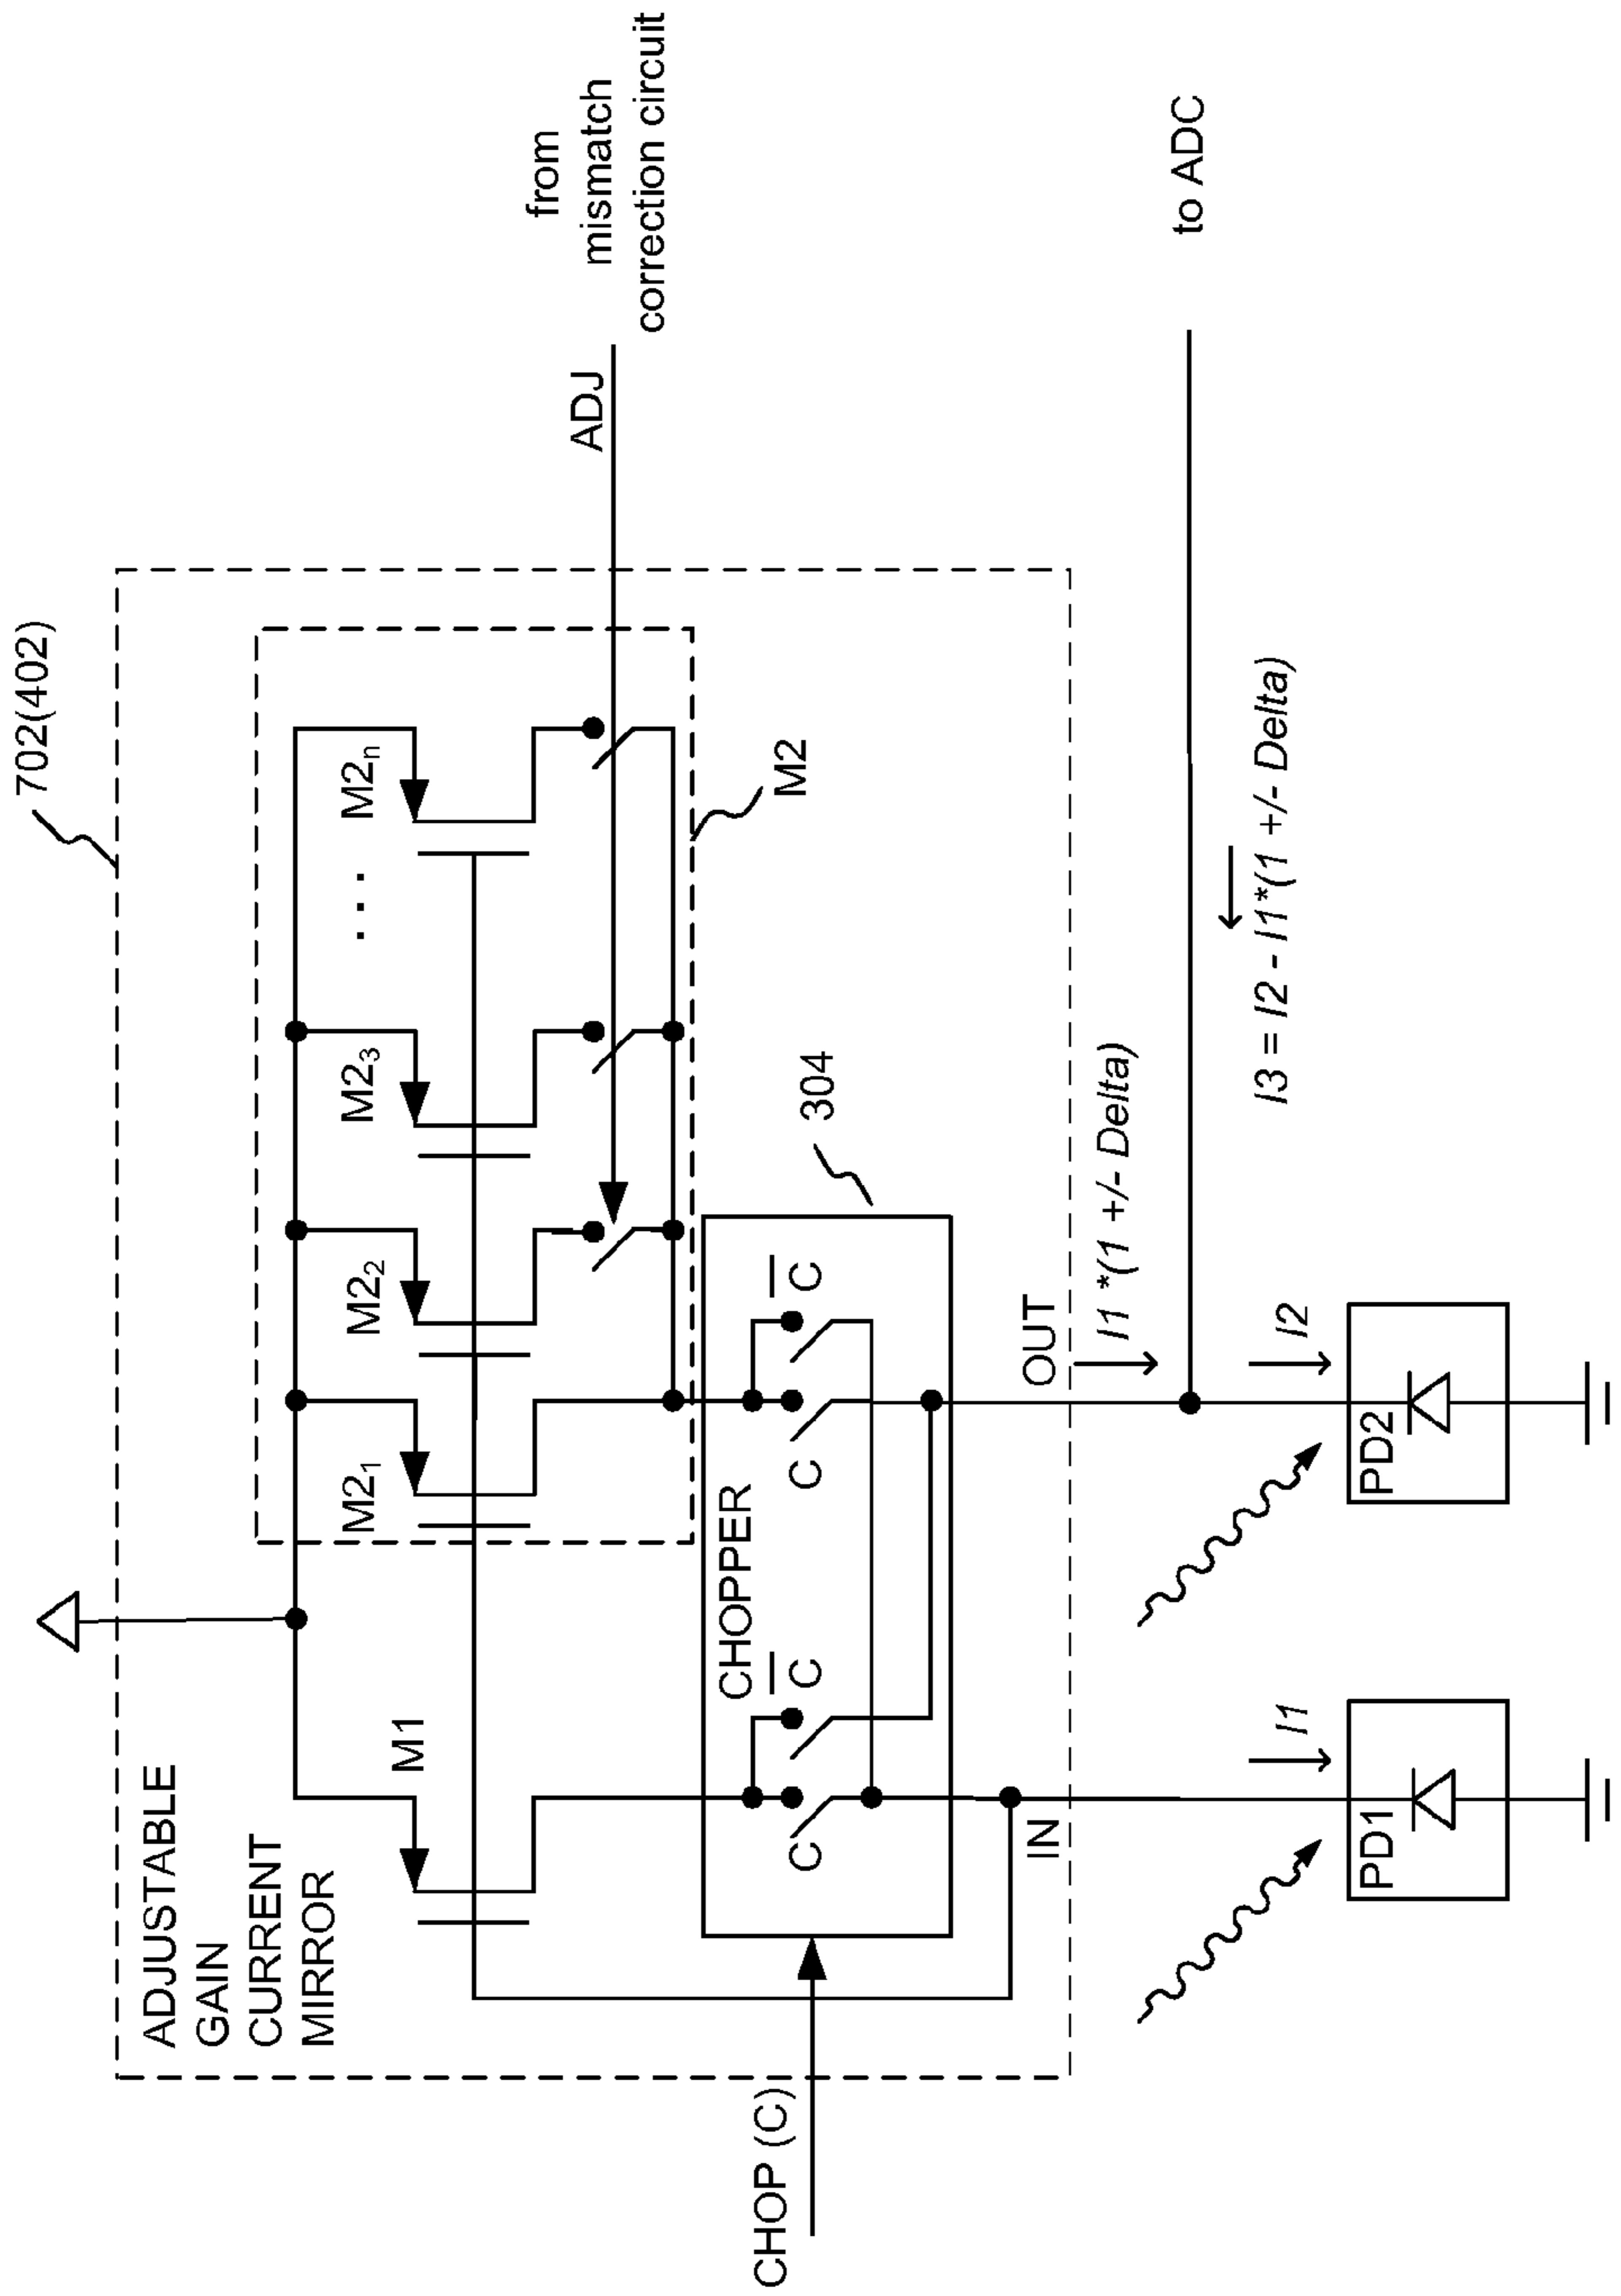 702(402)
ADJUSTABLE
GAIN
CURRENT
MIRROR
M1
M2₁
M2₂
M2₃
. . .
M2ₙ
from
mismatch
correction circuit
ADJ
M2
CHOP (C)
CHOPPER
C
C̅
C
C̅
304
IN
OUT
I1 *(1 +/- Delta)
to ADC
I3 = I2 - I1*(1 +/- Delta)
I1
I2
PD1
PD2